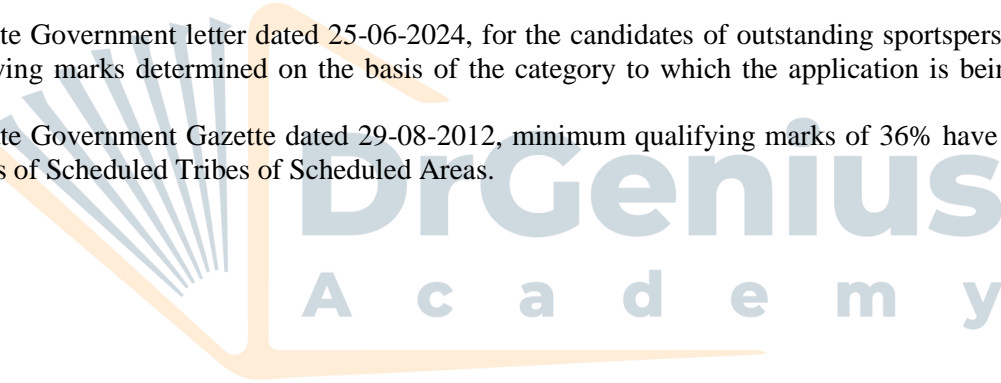 te Government letter dated 25-06-2024, for the candidates of outstanding sportspers
ying marks determined on the basis of the category to which the application is bein
te Government Gazette dated 29-08-2012, minimum qualifying marks of 36% have
s of Scheduled Tribes of Scheduled Areas.
DrGenius
Academy